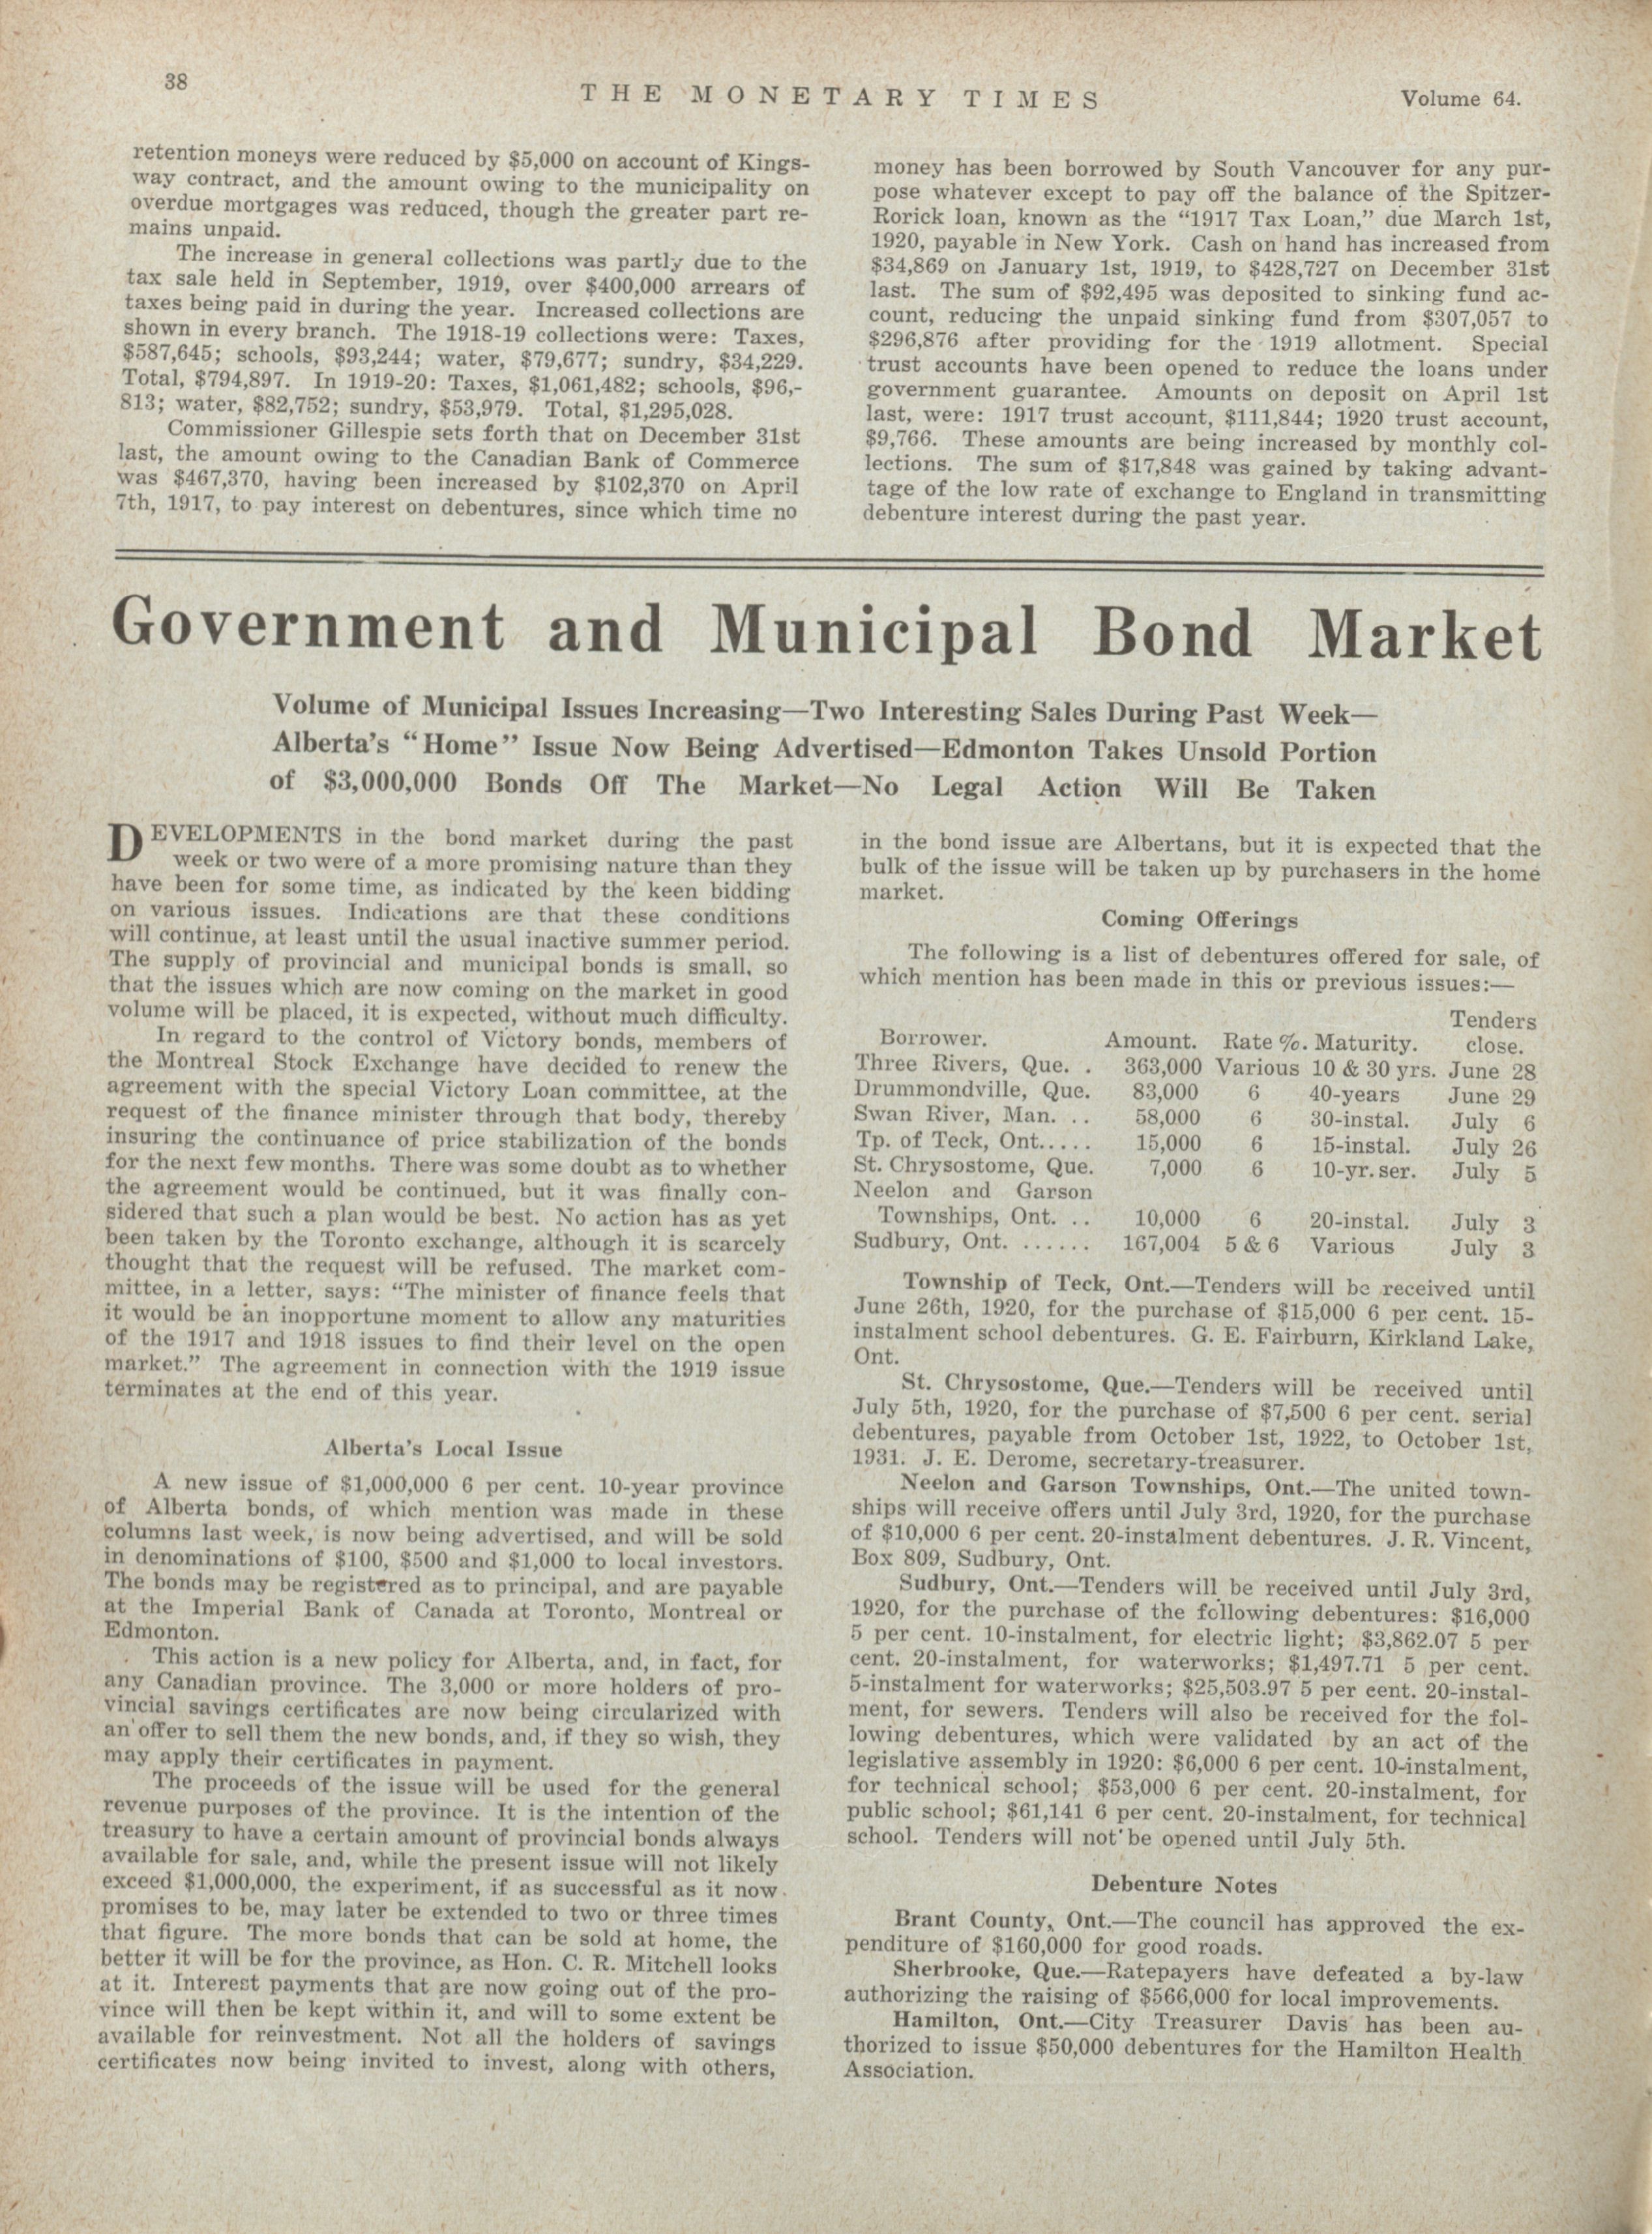 38
THE MONETARY TIMES
Volume 64.
retention moneys were reduced by $5,000 on account of Kings-
way contract, and the amount owing to the municipality on
overdue mortgages was reduced, though the greater part re-
mains unpaid.
The increase in general collections was partly due to the
tax sale held in September, 1919, over $400,000 arrears of
taxes being paid in during the year. Increased collections are
shown in every branch. The 1918-19 collections were: Taxes,
$587,645; schools, $93,244; water, $79,677; sundry, $34,229.
Total, $794,897. In 1919-20: Taxes, $1,061,482; schools, $96,-
813; water, $82,752; sundry, $53,979. Total, $1,295,028.
Commissioner Gillespie sets forth that on December 31st
last, the amount owing to the Canadian Bank of Commerce
was $467,370, having been increased by $102,370 on April
7th, 1917, to pay interest on debentures, since which time no
money has been borrowed by South Vancouver for any pur-
pose whatever except to pay off the balance of the Spitzer-
Rorick loan, known as the “1917 Tax Loan,” due March 1st,
1920, payable in New York. Cash on hand has increased from
$34,869 on January 1st, 1919, to $428,727 on December 31st
last. The sum of $92,495 was deposited to sinking fund ac-
count, reducing the unpaid sinking fund from $307,057 to
$296,876 after providing for the 1919 allotment. Special
trust accounts have been opened to reduce the loans under
government guarantee. Amounts on deposit on April 1st
last, were: 1917 trust account, $111,844; 1920 trust account,
$9,766. These amounts are being increased by monthly col-
lections. The sum of $17,848 was gained by taking advant-
tage of the low rate of exchange to England in transmitting
debenture interest during the past year.
Government and Municipal Bond Market
Volume of Municipal Issues Increasing—Two Interesting Sales During Past Week—
Alberta's “Home” Issue Now Being Advertised—Edmonton Takes Unsold Portion
of $3,000,000 Bonds Off The Market—No Legal Action Will Be Taken
DEVELOPMENTS in the bond market during the past
week or two were of a more promising nature than they
have been for some time, as indicated by the keen bidding
on various issues. Indications are that these conditions
will continue, at least until the usual inactive summer period.
The supply of provincial and municipal bonds is small, so
that the issues which are now coming on the market in good
volume will be placed, it is expected, without much difficulty.
In regard to the control of Victory bonds, members of
the Montreal Stock Exchange have decided to renew the
agreement with the special Victory Loan committee, at the
request of the finance minister through that body, thereby
insuring the continuance of price stabilization of the bonds
for the next few months. There was some doubt as to whether
the agreement would be continued, but it was finally con-
sidered that such a plan would be best. No action has as yet
been taken by the Toronto exchange, although it is scarcely
thought that the request will be refused. The market com-
mittee, in a letter, says: “The minister of finance feels that
it would be an inopportune moment to allow any maturities
of the 1917 and 1918 issues to find their level on the open
market.” The agreement in connection with the 1919 issue
terminates at the end of this year.
Alberta's Local Issue
A new issue of $1,000,000 6 per cent. 10-year province
of Alberta bonds, of which mention was made in these
columns last week, is now being advertised, and will be sold
in denominations of $100, $500 and $1,000 to local investors.
The bonds may be registered as to principal, and are payable
at the Imperial Bank of Canada at Toronto, Montreal or
Edmonton.
This action is a new policy for Alberta, and, in fact, for
any Canadian province. The 3,000 or more holders of pro-
vincial savings certificates are now being circularized with
an offer to sell them the new bonds, and, if they so wish, they
may apply their certificates in payment.
The proceeds of the issue will be used for the general
revenue purposes of the province. It is the intention of the
treasury to have a certain amount of provincial bonds always
available for sale, and, while the present issue will not likely
exceed $1,000,000, the experiment, if as successful as it now
promises to be, may later be extended to two or three times
that figure. The more bonds that can be sold at home, the
better it will be for the province, as Hon. C. R. Mitchell looks
at it. Interest payments that are now going out of the pro-
vince will then be kept within it, and will to some extent be
available for reinvestment. Not all the holders of savings
certificates now being invited to invest, along with others,
in the bond issue are Albertans, but it is expected that the
bulk of the issue will be taken up by purchasers in the home
market.
Coming Offerings
The following is a list of debentures offered for sale, of
which mention has been made in this or previous issues:—
Tenders
Borrower. Amount. Rate %. Maturity. close.
Three Rivers, Que. . 363,000 Various 10 & 30 yrs. June 28
Drummondville, Que. 83,000 6 40-years June 29
Swan River, Man. .. 58,000 6 30-instal. July 6
Tp. of Teck, Ont..... 15,000 6 15-instal. July 26
St. Chrysostome, Que. 7,000 6 10-yr. ser. July 5
Neelon and Garson
Townships, Ont. .. 10,000 6 20-instal. July 3
Sudbury, Ont. ...... 167,004 5 & 6 Various July 3
Township of Teck, Ont.—Tenders will be received until
June 26th, 1920, for the purchase of $15,000 6 per cent. 15-
instalment school debentures. G. E. Fairburn, Kirkland Lake,
Ont.
St. Chrysostome, Que.—Tenders will be received until
July 5th, 1920, for the purchase of $7,500 6 per cent. serial
debentures, payable from October 1st, 1922, to October 1st,
1931. J. E. Derome, secretary-treasurer.
Neelon and Garson Townships, Ont.—The united town-
ships will receive offers until July 3rd, 1920, for the purchase
of $10,000 6 per cent. 20-instalment debentures. J. R. Vincent,
Box 809, Sudbury, Ont.
Sudbury, Ont.—Tenders will be received until July 3rd,
1920, for the purchase of the following debentures: $16,000
5 per cent. 10-instalment, for electric light; $3,862.07 5 per
cent. 20-instalment, for waterworks; $1,497.71 5 per cent.
5-instalment for waterworks; $25,503.97 5 per cent. 20-instal-
ment, for sewers. Tenders will also be received for the fol-
lowing debentures, which were validated by an act of the
legislative assembly in 1920: $6,000 6 per cent. 10-instalment,
for technical school; $53,000 6 per cent. 20-instalment, for
public school; $61,141 6 per cent. 20-instalment, for technical
school. Tenders will not be opened until July 5th.
Debenture Notes
Brant County, Ont.—The council has approved the ex-
penditure of $160,000 for good roads.
Sherbrooke, Que.—Ratepayers have defeated a by-law
authorizing the raising of $566,000 for local improvements.
Hamilton, Ont.—City Treasurer Davis has been au-
thorized to issue $50,000 debentures for the Hamilton Health
Association.